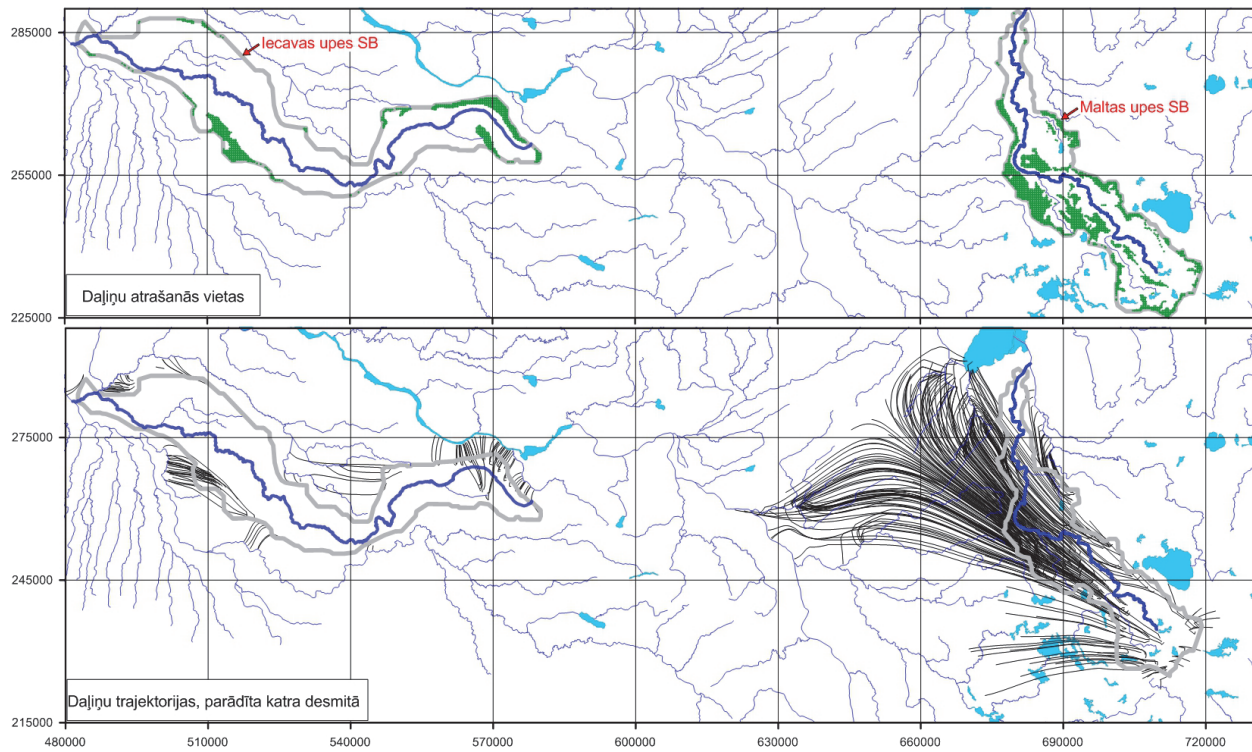 285000
Iecavas upes SB
Maltas upes SB
255000
Daļiņu atrašanās vietas
225000
275000
245000
Daļiņu trajektorijas, parādīta katra desmitā
215000
480000 510000 540000 570000 600000 630000 660000 690000 720000